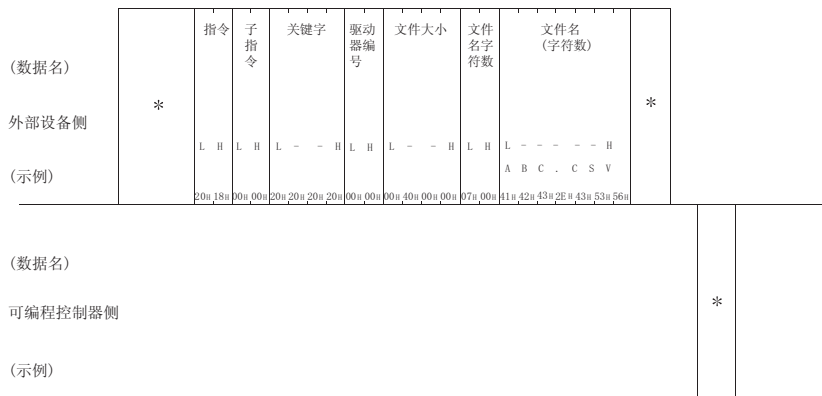 指令 子指令 关键字 驱动器编号 文件大小 文件名字符数 文件名(字符数)
(数据名)
* *
外部设备侧
L H L H L - - H L H L - - H L H L - - - - - H
(示例) A B C . C S V
20H 18H 00H 00H 20H 20H 20H 20H 00H 00H 00H 40H 00H 00H 07H 00H 41H 42H 43H 2EH 43H 53H 56H
(数据名)
可编程控制器侧 *
(示例)